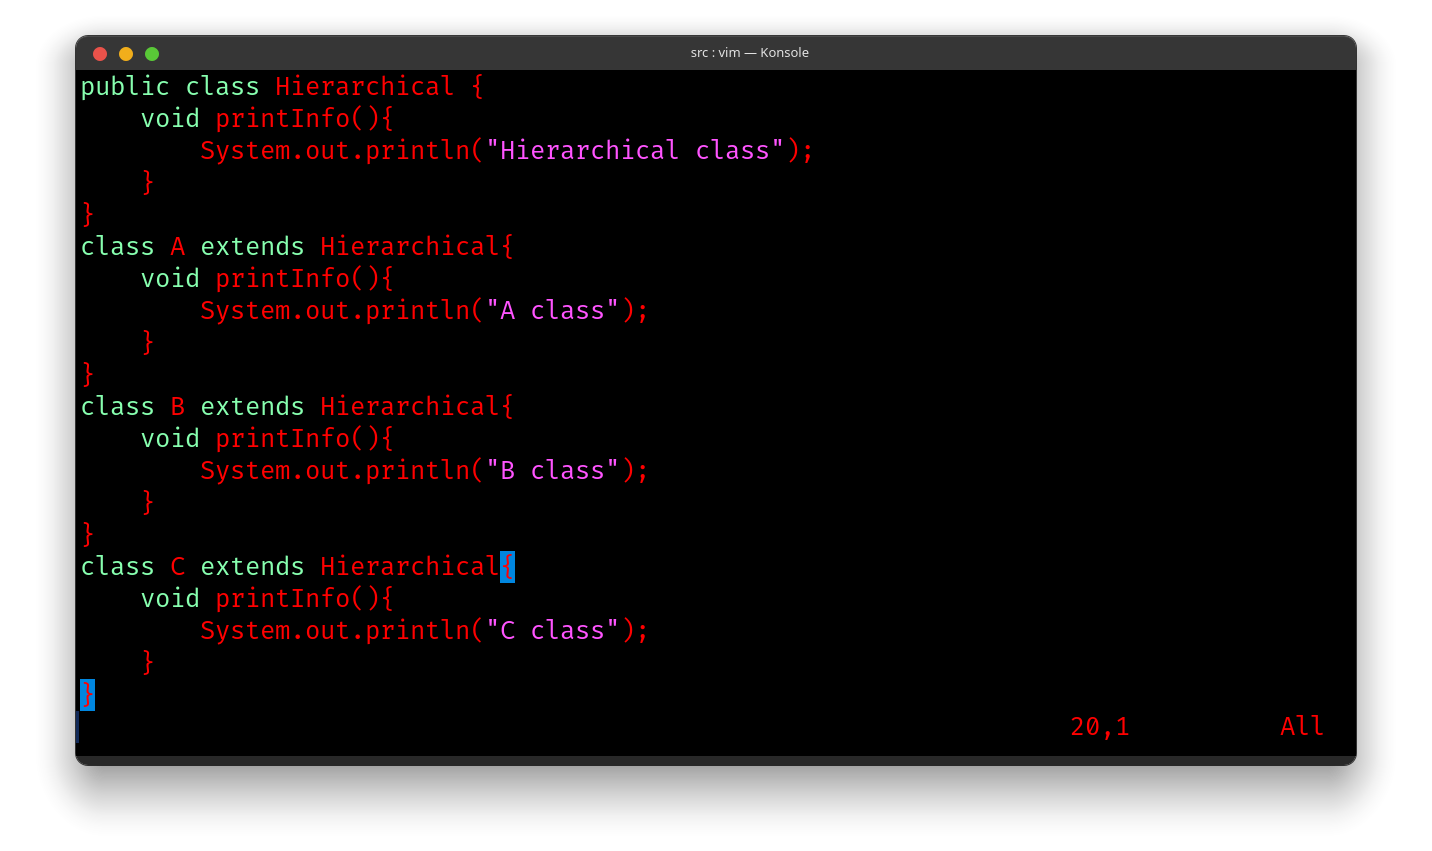 src : vim — Konsole
public class Hierarchical {
    void printInfo(){
        System.out.println("Hierarchical class");
    }
}
class A extends Hierarchical{
    void printInfo(){
        System.out.println("A class");
    }
}
class B extends Hierarchical{
    void printInfo(){
        System.out.println("B class");
    }
}
class C extends Hierarchical{
    void printInfo(){
        System.out.println("C class");
    }
}
20,1 All